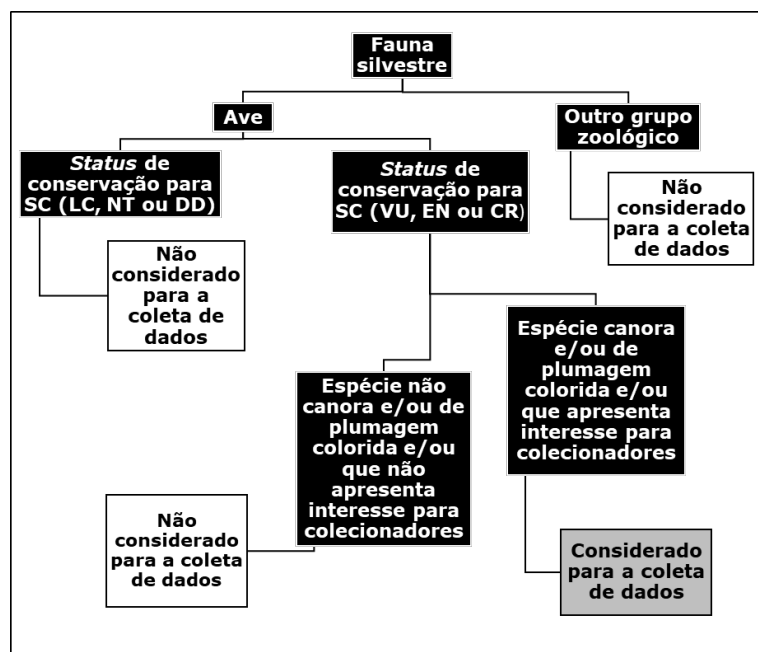 Fauna
silvestre
Ave
Outro grupo
zoológico
Status de
conservação para
SC (LC, NT ou DD)
Status de
conservação para
SC (VU, EN ou CR)
Não
considerado
para a coleta
de dados
Não
considerado
para a
coleta de
dados
Espécie canora
e/ou de
plumagem
colorida e/ou
que apresenta
interesse para
colecionadores
Espécie não
canora e/ou de
plumagem
colorida e/ou
que não
apresenta
interesse para
colecionadores
Não
considerado
para a coleta
de dados
Considerado
para a coleta
de dados